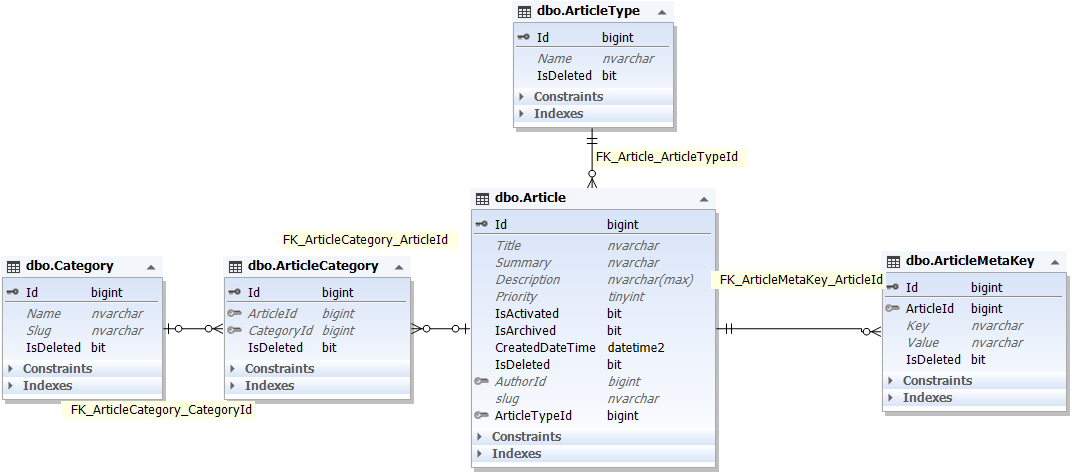 dbo.ArticleType
Id bigint
Name nvarchar
IsDeleted bit
Constraints
Indexes
FK_Article_ArticleTypeId
dbo.Article
Id bigint
Title nvarchar
Summary nvarchar
Description nvarchar(max)
Priority tinyint
IsActivated bit
IsArchived bit
CreatedDateTime datetime2
IsDeleted bit
AuthorId bigint
slug nvarchar
ArticleTypeId bigint
Constraints
Indexes
FK_ArticleCategory_ArticleId
dbo.Category
Id bigint
Name nvarchar
Slug nvarchar
IsDeleted bit
Constraints
Indexes
FK_ArticleCategory_CategoryId
dbo.ArticleCategory
Id bigint
ArticleId bigint
CategoryId bigint
IsDeleted bit
Constraints
Indexes
FK_ArticleMetaKey_ArticleId
dbo.ArticleMetaKey
Id bigint
ArticleId bigint
Key nvarchar
Value nvarchar
IsDeleted bit
Constraints
Indexes